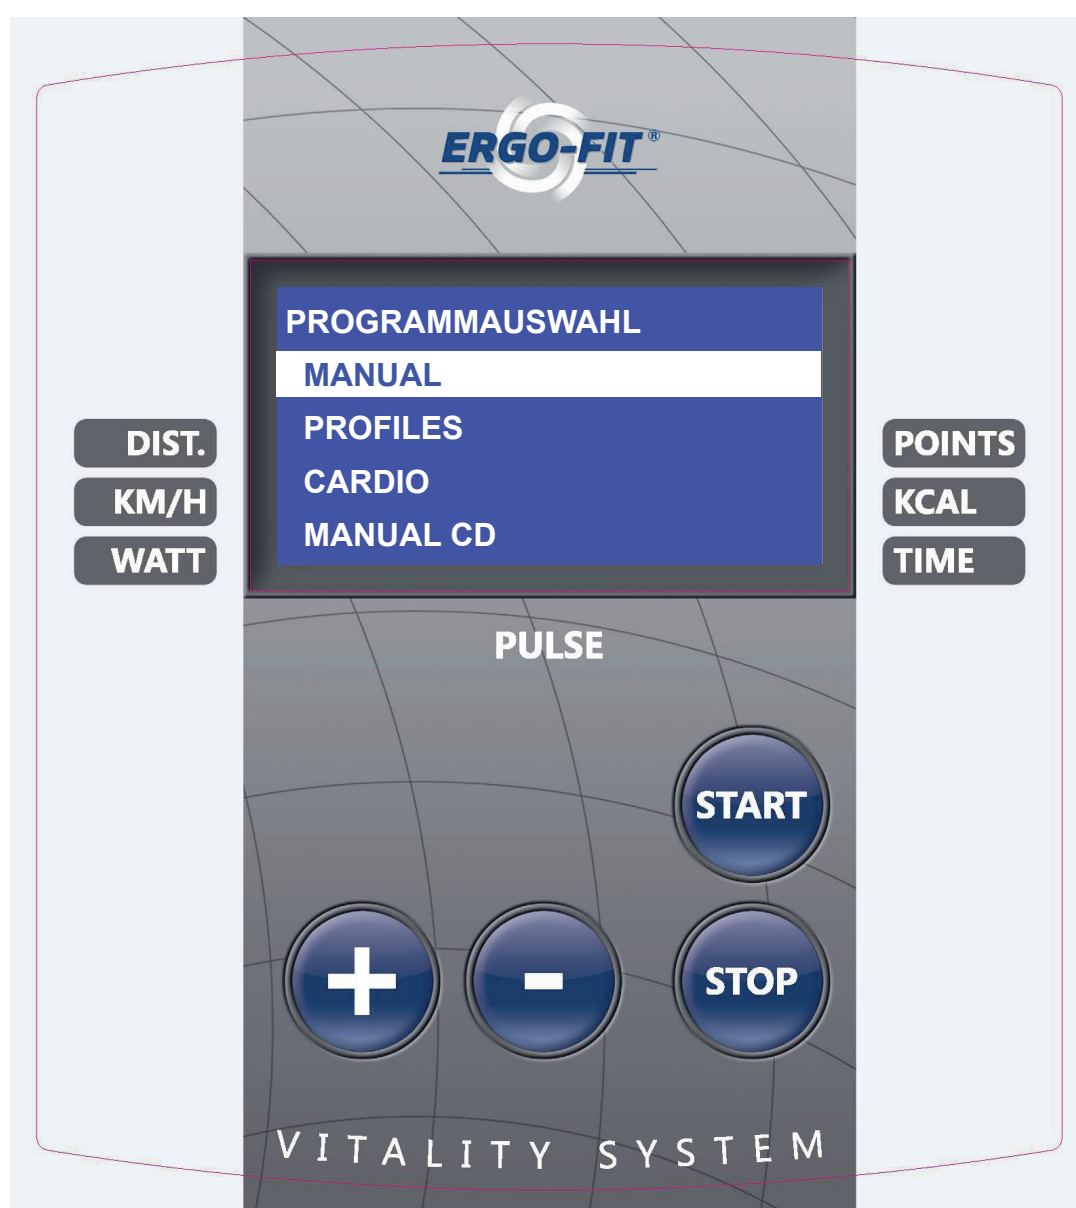 ERGO-FIT®
PROGRAMMAUSWAHL
MANUAL
PROFILES
CARDIO
MANUAL CD
DIST.
KM/H
WATT
POINTS
KCAL
TIME
PULSE
START
+
-
STOP
VITALITY SYSTEM